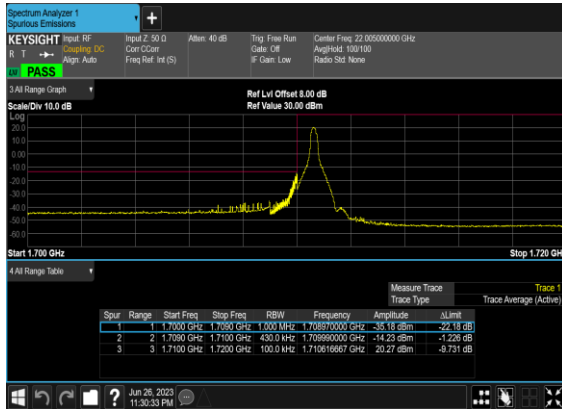 Spectrum Analyzer 1
Spurious Emissions
KEYSIGHT Input: RF Input Z: 50 Ω Atten: 40 dB Trig: Free Run Center Freq: 22.005000000 GHz
R T Coupling: DC Corr CCorr Gate: Off Avg|Hold: 100/100
Align: Auto Freq Ref: Int (S) IF Gain: Low Radio Std: None
PASS
3 All Range Graph
Ref Lvl Offset 8.00 dB
Scale/Div 10.0 dB Ref Value 30.00 dBm
Log
20.0
10.0
0.00
-10.0
-20.0
-30.0
-40.0
-50.0
-60.0
Start 1.700 GHz Stop 1.720 GH
4 All Range Table
Measure Trace Trace 1
Trace Type Trace Average (Active)
Spur Range Start Freq Stop Freq RBW Frequency Amplitude ΔLimit
1 1 1.7000 GHz 1.7090 GHz 1.000 MHz 1.708970000 GHz -35.18 dBm -22.18 dB
2 2 1.7090 GHz 1.7100 GHz 430.0 kHz 1.709990000 GHz -14.23 dBm -1.226 dB
3 3 1.7100 GHz 1.7200 GHz 100.0 kHz 1.710616667 GHz 20.27 dBm -9.731 dB
? Jun 26, 2023
11:30:33 PM